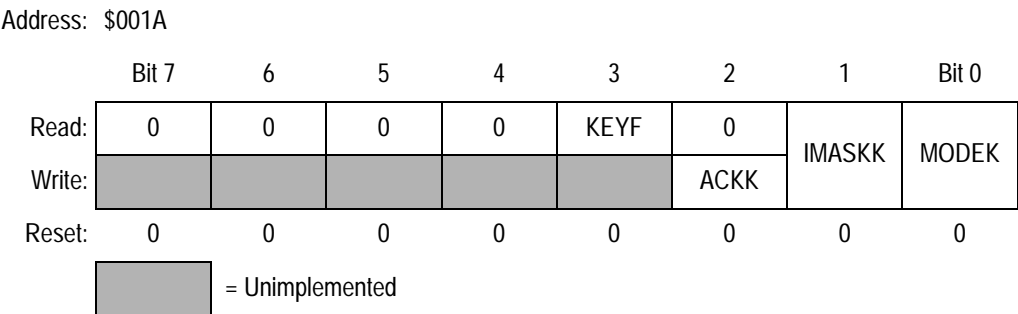 Address: $001A
Bit 7 6 5 4 3 2 1 Bit 0
Read: 0 0 0 0 KEYF 0 IMASKK MODEK
Write: ACKK
Reset: 0 0 0 0 0 0 0 0
= Unimplemented